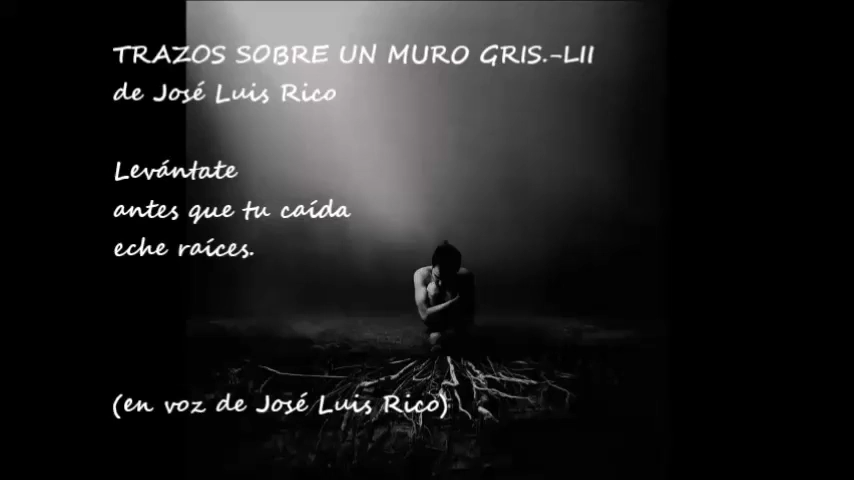 TRAZOS SOBRE UN MURO GRIS.-LII
de José Luis Rico
Levántate
antes que tu caída
eche raíces.
(en voz de José Luis Rico)